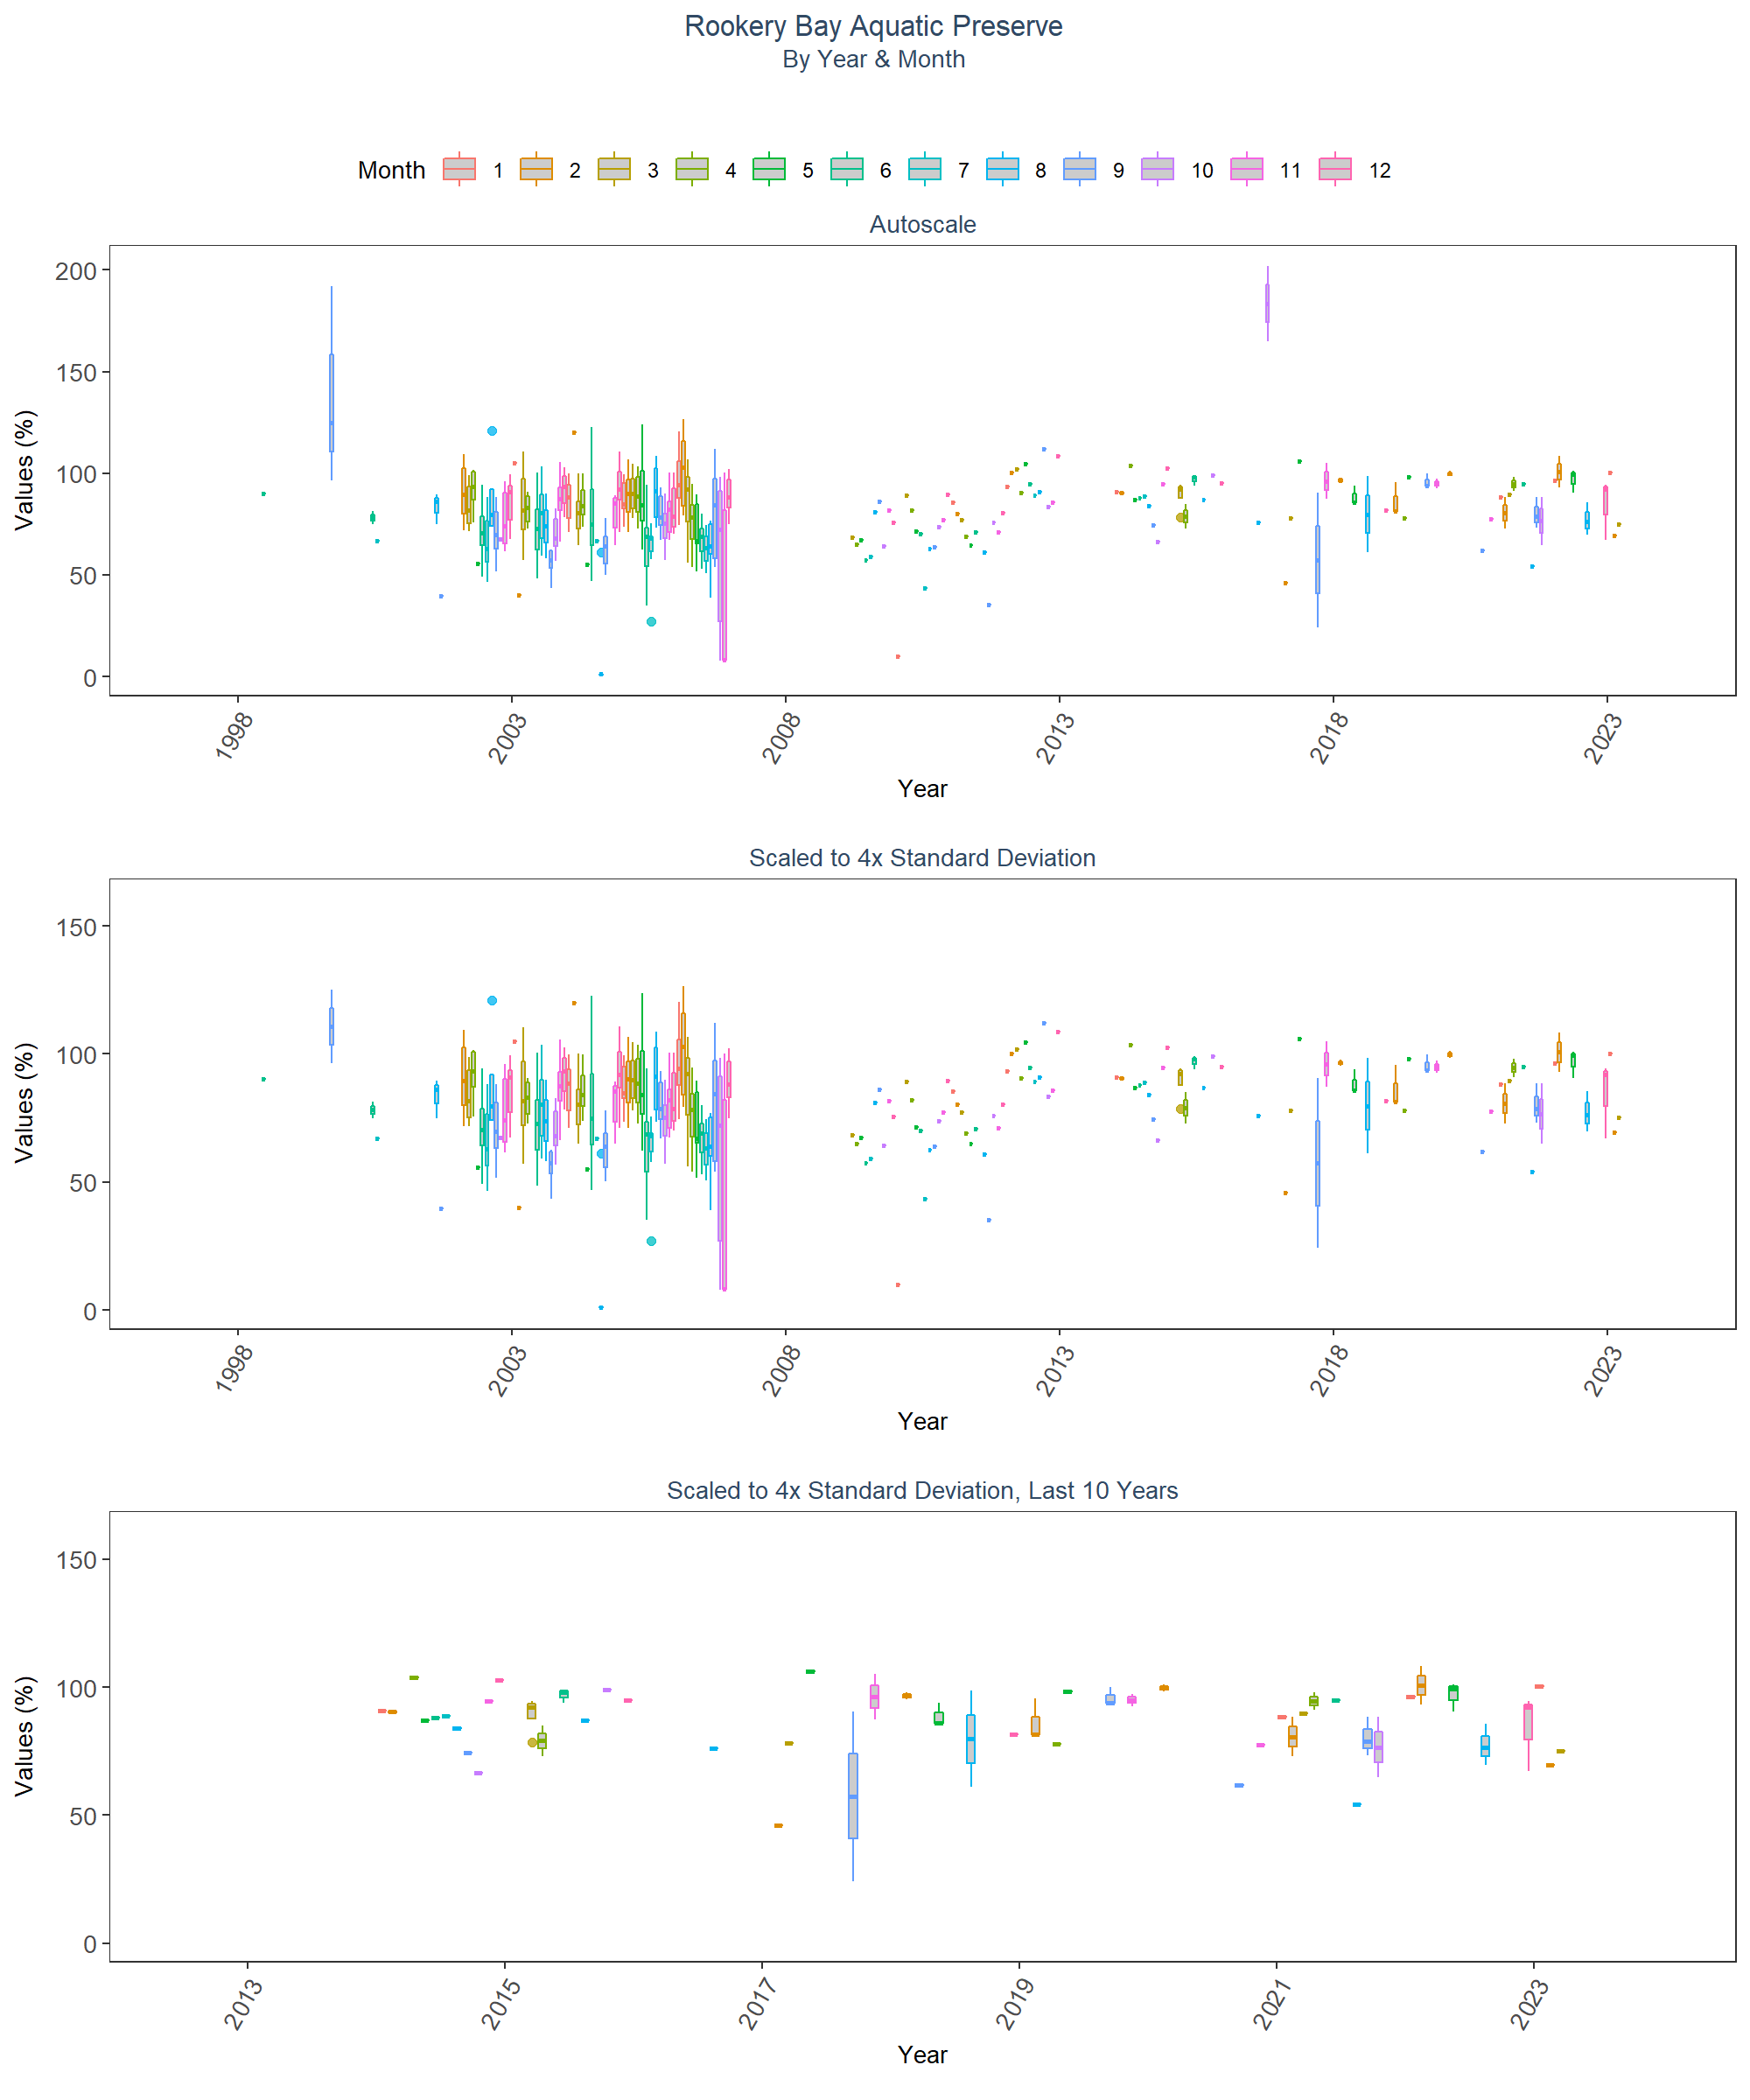 Rookery Bay Aquatic Preserve
By Year & Month
Month 1 2 3 4 5 6 7 8 9 10 11 12
Autoscale
Values (%)
200
150
100
50
0
1998 2003 2008 2013 2018 2023
Year
Scaled to 4x Standard Deviation
Values (%)
150
100
50
0
1998 2003 2008 2013 2018 2023
Year
Scaled to 4x Standard Deviation, Last 10 Years
Values (%)
150
100
50
0
2013 2015 2017 2019 2021 2023
Year